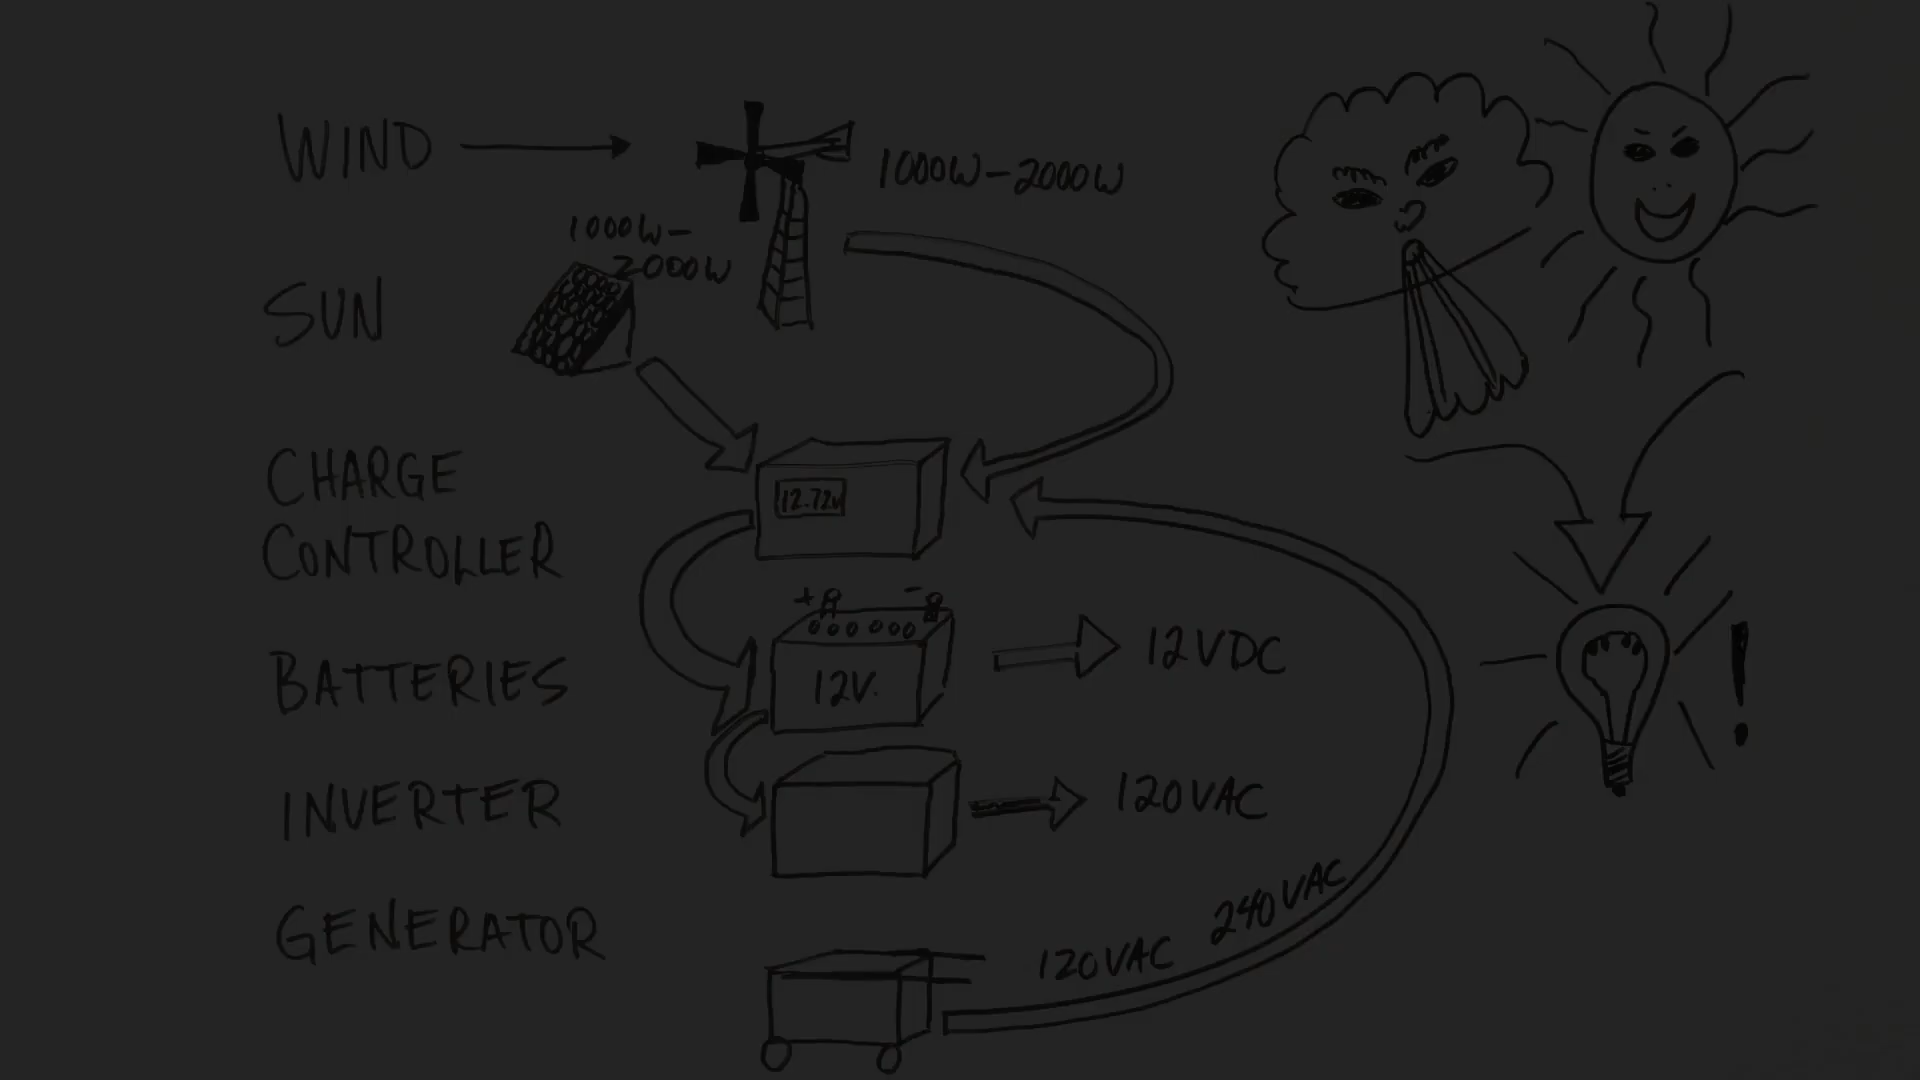 WIND
1000W-2000W
1000W-
2000W
SUN
CHARGE
CONTROLLER
12.72V
+ -
BATTERIES
12V.
12VDC
INVERTER
120VAC
GENERATOR
120VAC
240VAC
!